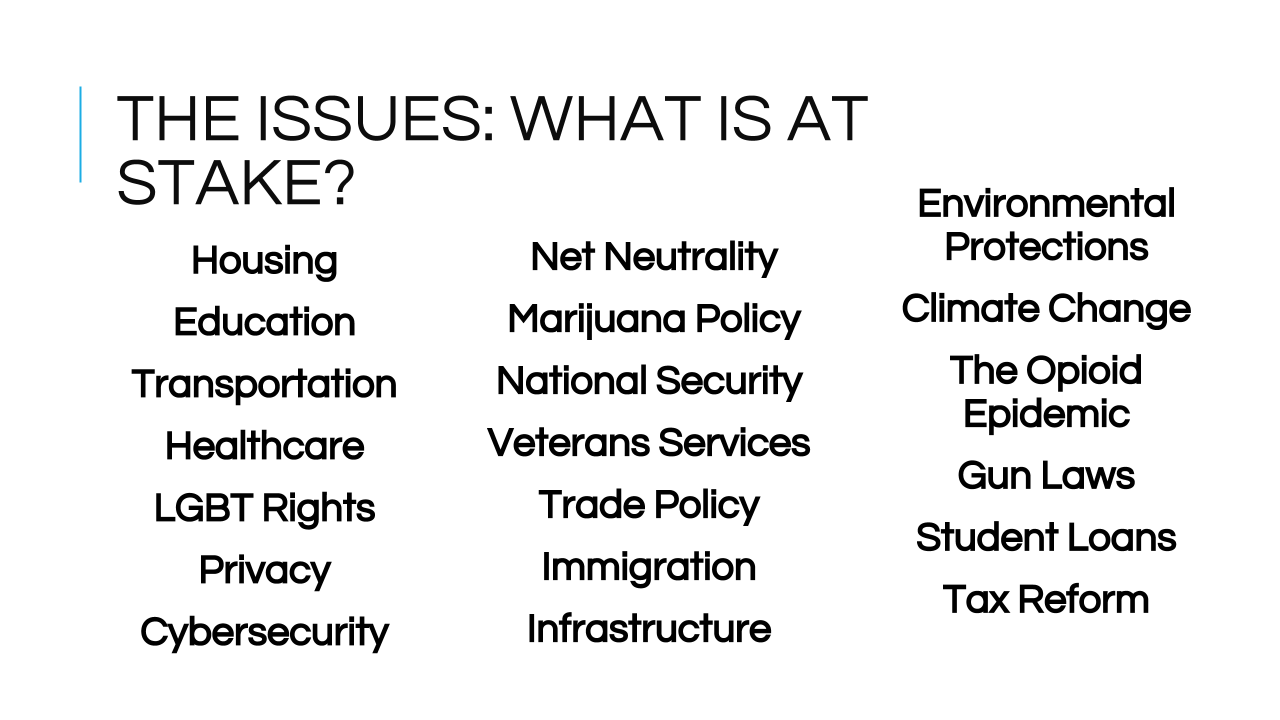 THE ISSUES: WHAT IS AT
STAKE?
Housing
Education
Transportation
Healthcare
LGBT Rights
Privacy
Cybersecurity
Net Neutrality
Marijuana Policy
National Security
Veterans Services
Trade Policy
Immigration
Infrastructure
Environmental
Protections
Climate Change
The Opioid
Epidemic
Gun Laws
Student Loans
Tax Reform